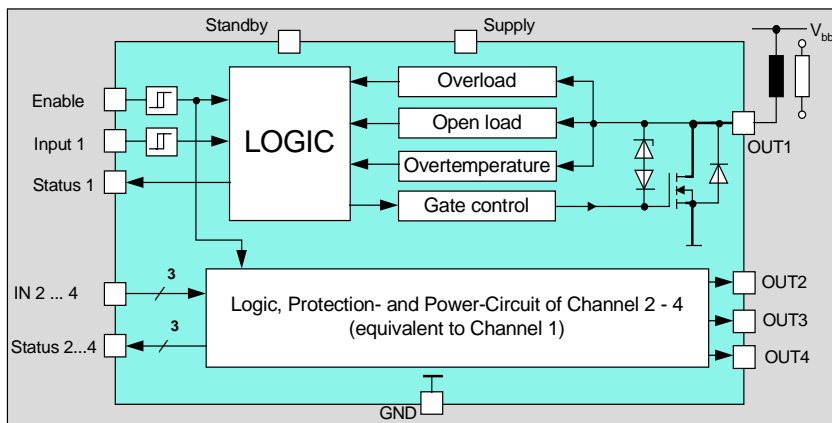 Standby
Supply
V_bb
Enable
Overload
Input 1
LOGIC
Open load
OUT1
Status 1
Overtemperature
Gate control
IN 2 ... 4
3
Logic, Protection- and Power-Circuit of Channel 2 - 4
(equivalent to Channel 1)
OUT2
Status 2...4
3
OUT3
OUT4
GND